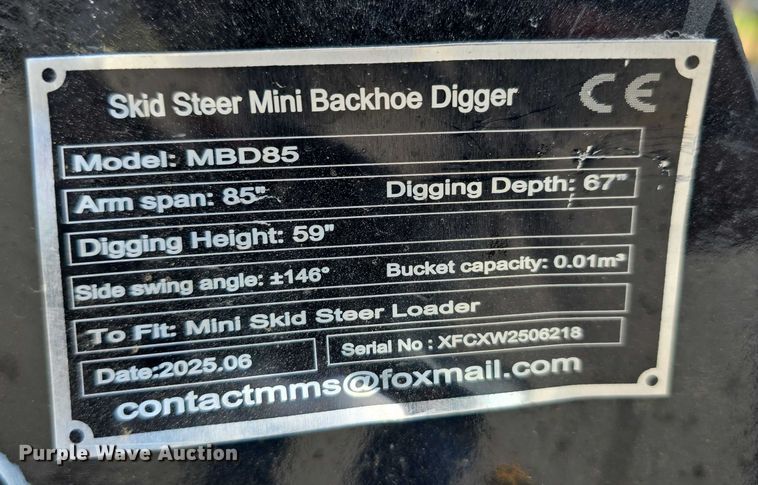 Skid Steer Mini Backhoe Digger CE
Model: MBD85
Arm span: 85" Digging Depth: 67"
Digging Height: 59"
Side swing angle: ±146° Bucket capacity: 0.01m³
To Fit: Mini Skid Steer Loader
Date:2025.06 Serial No : XFCXW2506218
contactmms@foxmail.com
Purple Wave Auction